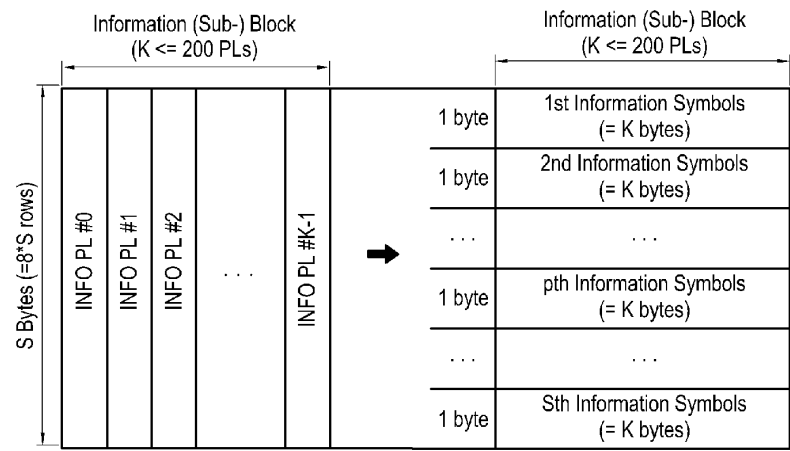 Information (Sub-) Block
(K <= 200 PLs)
S Bytes (=8*S rows)
INFO PL #0
INFO PL #1
INFO PL #2
. . .
INFO PL #K-1
Information (Sub-) Block
(K <= 200 PLs)
1 byte
1st Information Symbols
(= K bytes)
1 byte
2nd Information Symbols
(= K bytes)
. . .
. . .
1 byte
pth Information Symbols
(= K bytes)
. . .
. . .
1 byte
Sth Information Symbols
(= K bytes)